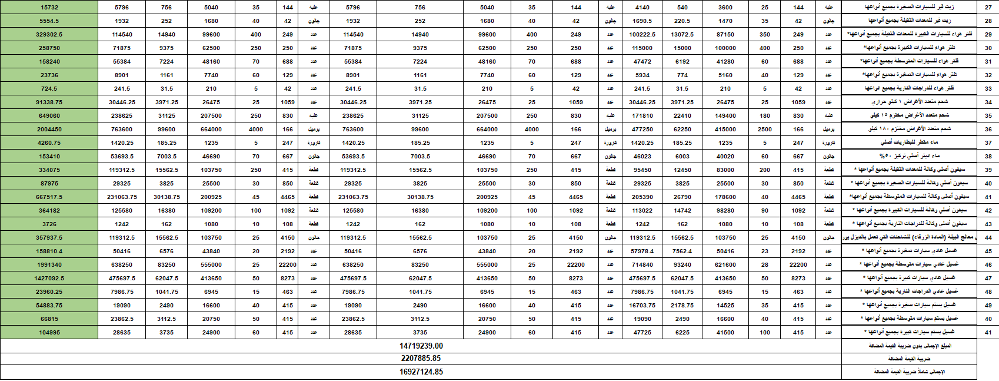 27 زيت قير للسيارات الصغيرة بجميع أنواعها علبه 144 25 3600 540 4140 علبه 144 35 5040 756 5796 علبه 144 35 5040 756 5796 15732
28 زيت قير للمعدات الثقيلة بجميع أنواعها جالون 42 35 1470 220.5 1690.5 جالون 42 40 1680 252 1932 جالون 42 40 1680 252 1932 5554.5
29 فلتر هواء للسيارات الكبيرة للمعدات الثقيلة بجميع أنواعها* عدد 249 350 87150 13072.5 100222.5 عدد 249 400 99600 14940 114540 عدد 249 400 99600 14940 114540 329302.5
30 فلتر هواء للسيارات الكبيرة بجميع أنواعها* عدد 250 400 100000 15000 115000 عدد 250 250 62500 9375 71875 عدد 250 250 62500 9375 71875 258750
31 فلتر هواء للسيارات المتوسطة بجميع أنواعها* عدد 688 60 41280 6192 47472 عدد 688 70 48160 7224 55384 عدد 688 70 48160 7224 55384 158240
32 فلتر هواء للسيارات الصغيرة بجميع أنواعها* عدد 129 40 5160 774 5934 عدد 129 60 7740 1161 8901 عدد 129 60 7740 1161 8901 23736
33 فلتر هواء للدراجات النارية بجميع أنواعها عدد 42 5 210 31.5 241.5 عدد 42 5 210 31.5 241.5 عدد 42 5 210 31.5 241.5 724.5
34 شحم متعدد الأغراض ١ كيلو حراري عدد 1059 25 26475 3971.25 30446.25 عدد 1059 25 26475 3971.25 30446.25 عدد 1059 25 26475 3971.25 30446.25 91338.75
35 شحم متعدد الأغراض مختزم ١٥ كيلو علبه 830 180 149400 22410 171810 علبه 830 250 207500 31125 238625 علبه 830 250 207500 31125 238625 649060
36 شحم متعدد الأغراض مختزم ١٨٠ كيلو برميل 166 2500 415000 62250 477250 برميل 166 4000 664000 99600 763600 برميل 166 4000 664000 99600 763600 2004450
37 ماء مقطر للبطاريات أصلي قارورة 247 5 1235 185.25 1420.25 قارورة 247 5 1235 185.25 1420.25 قارورة 247 5 1235 185.25 1420.25 4260.75
38 ماء اديتر أصلي تركيز ٥٠% جالون 667 60 40020 6003 46023 جالون 667 70 46690 7003.5 53693.5 جالون 667 70 46690 7003.5 53693.5 153410
39 سيفون أصلي وكالة للمعدات الثقيلة بجميع أنواعها * قطعة 415 200 83000 12450 95450 قطعة 415 250 103750 15562.5 119312.5 قطعة 415 250 103750 15562.5 119312.5 334075
40 سيفون أصلي وكالة للسيارات الصغيرة بجميع أنواعها * قطعة 850 30 25500 3825 29325 قطعة 850 30 25500 3825 29325 قطعة 850 30 25500 3825 29325 87975
41 سيفون أصلي وكالة للسيارات المتوسطة بجميع أنواعها* قطعة 4465 40 178600 26790 205390 قطعة 4465 45 200925 30138.75 231063.75 قطعة 4465 45 200925 30138.75 231063.75 667517.5
42 سيفون أصلي وكالة للسيارات الكبيرة بجميع أنواعها * قطعة 1092 90 98280 14742 113022 قطعة 1092 100 109200 16380 125580 قطعة 1092 100 109200 16380 125580 364182
43 سيفون أصلي وكالة للدراجات النارية بجميع أنواعها * قطعة 108 10 1080 162 1242 قطعة 108 10 1080 162 1242 قطعة 108 10 1080 162 1242 3726
44 معالج البيئة (المادة الزرقاء) للشاحنات التي تعمل بالديزل يور جالون 4150 25 103750 15562.5 119312.5 جالون 4150 25 103750 15562.5 119312.5 جالون 4150 25 103750 15562.5 119312.5 357937.5
45 غسيل عادي سيارات صغيرة بجميع أنواعها * عدد 2192 23 50416 7562.4 57978.4 عدد 2192 20 43840 6576 50416 عدد 2192 20 43840 6576 50416 158810.4
46 غسيل عادي سيارات متوسطة بجميع أنواعها * عدد 22200 28 621600 93240 714840 عدد 22200 25 555000 83250 638250 عدد 22200 25 555000 83250 638250 1991340
47 غسيل عادي سيارات كبيرة بجميع أنواعها * عدد 8273 50 413650 62047.5 475697.5 عدد 8273 50 413650 62047.5 475697.5 عدد 8273 50 413650 62047.5 475697.5 1427092.5
48 غسيل عادي الدراجات النارية بجميع أنواعها * عدد 463 15 6945 1041.75 7986.75 عدد 463 15 6945 1041.75 7986.75 عدد 463 15 6945 1041.75 7986.75 23960.25
49 غسيل بستم سيارات صغيرة بجميع أنواعها * عدد 415 35 14525 2178.75 16703.75 عدد 415 40 16600 2490 19090 عدد 415 40 16600 2490 19090 54883.75
40 غسيل بستم سيارات متوسطة بجميع أنواعها * عدد 415 40 16600 2490 19090 عدد 415 50 20750 3112.5 23862.5 عدد 415 50 20750 3112.5 23862.5 66815
41 غسيل بستم سيارات كبيرة بجميع أنواعها * عدد 415 100 41500 6225 47725 عدد 415 60 24900 3735 28635 عدد 415 60 24900 3735 28635 104995
المبلغ الإجمالي بدون ضريبة القيمة المضافة 14719239.00
ضريبة القيمة المضافة 2207885.85
الإجمالي شاملاً ضريبة القيمة المضافة 16927124.85